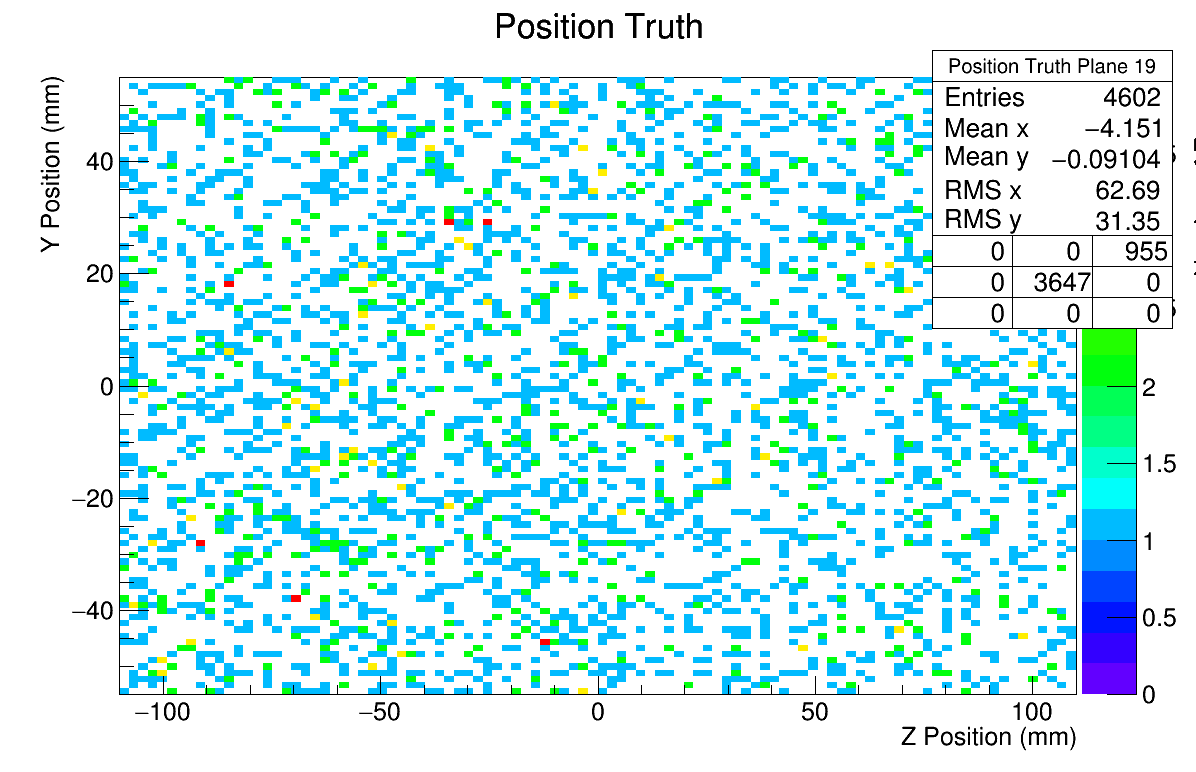 Position Truth
Position Truth Plane 19
Entries 4602
Mean x −4.151
Mean y −0.09104
RMS x 62.69
RMS y 31.35
0 0 955
0 3647 0
0 0 0
Y Position (mm)
40
20
0
−20
−40
−100 −50 0 50 100
Z Position (mm)
2
1.5
1
0.5
0